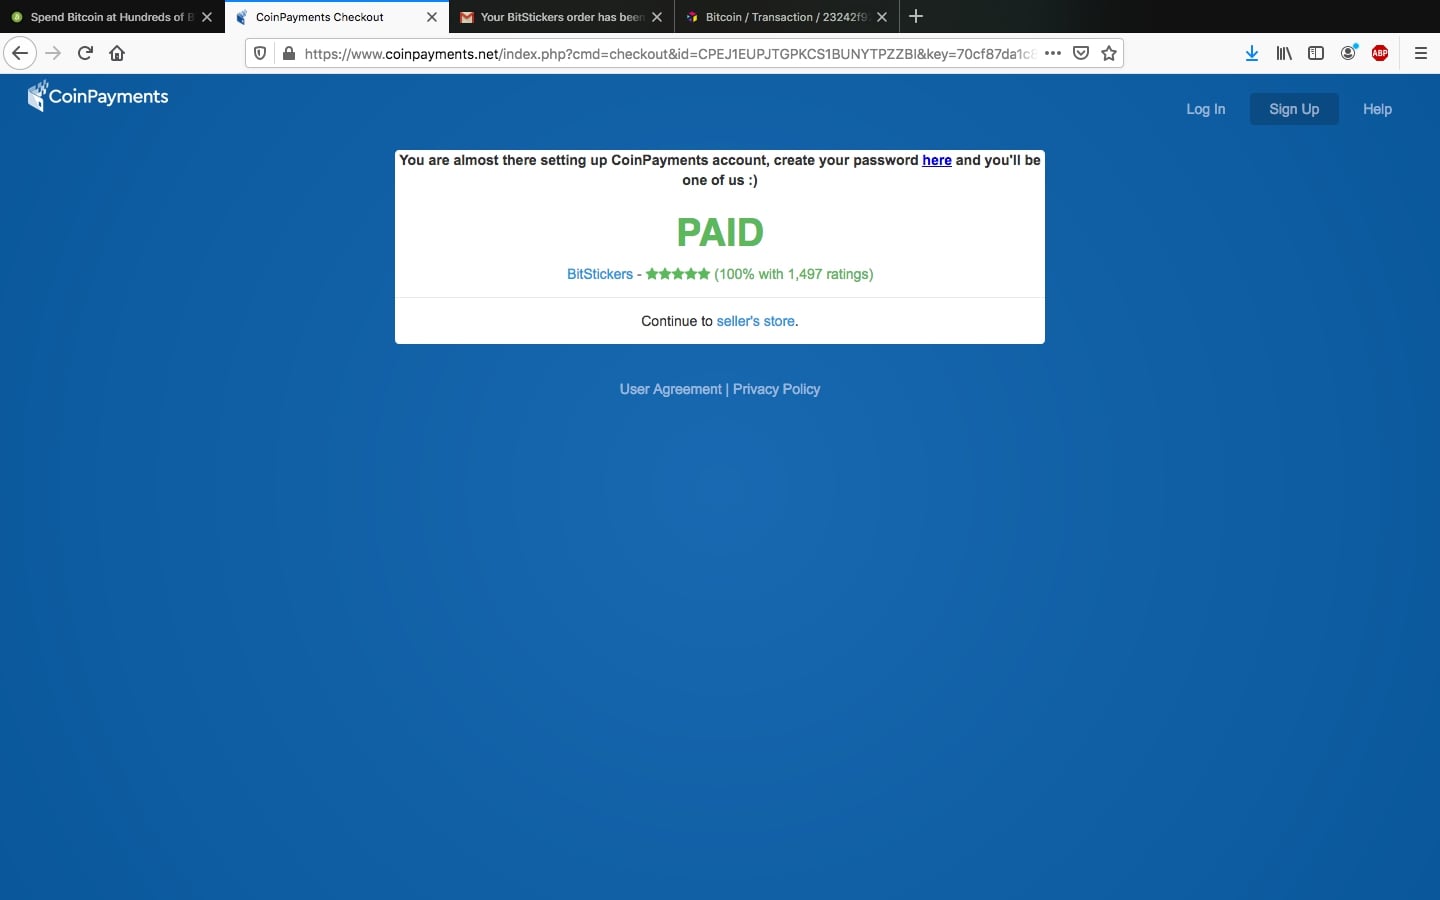 Spend Bitcoin at Hundreds of B
CoinPayments Checkout
Your BitStickers order has been
Bitcoin / Transaction / 23242f9
https://www.coinpayments.net/index.php?cmd=checkout&id=CPEJ1EUPJTGPKCS1BUNYTPZZBI&key=70cf87da1c8
ABP
CoinPayments
Log In
Sign Up
Help
You are almost there setting up CoinPayments account, create your password here and you'll be
one of us :)
PAID
BitStickers - ★★★★★ (100% with 1,497 ratings)
Continue to seller's store.
User Agreement | Privacy Policy